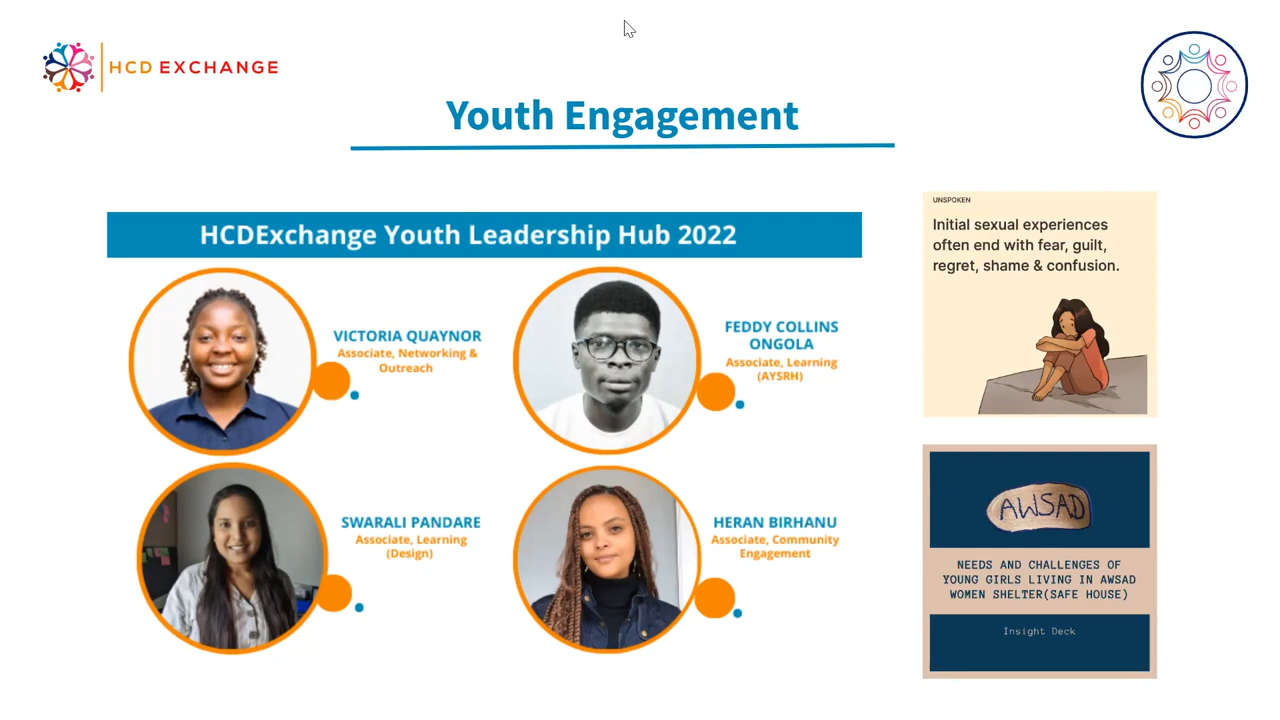 HCD EXCHANGE
Youth Engagement
HCDExchange Youth Leadership Hub 2022
VICTORIA QUAYNOR
Associate, Networking &
Outreach
FEDDY COLLINS
ONGOLA
Associate, Learning
(AYSRH)
SWARALI PANDARE
Associate, Learning
(Design)
HERAN BIRHANU
Associate, Community
Engagement
UNSPOKEN
Initial sexual experiences
often end with fear, guilt,
regret, shame & confusion.
AWSAD
NEEDS AND CHALLENGES OF
YOUNG GIRLS LIVING IN AWSAD
WOMEN SHELTER(SAFE HOUSE)
Insight Deck